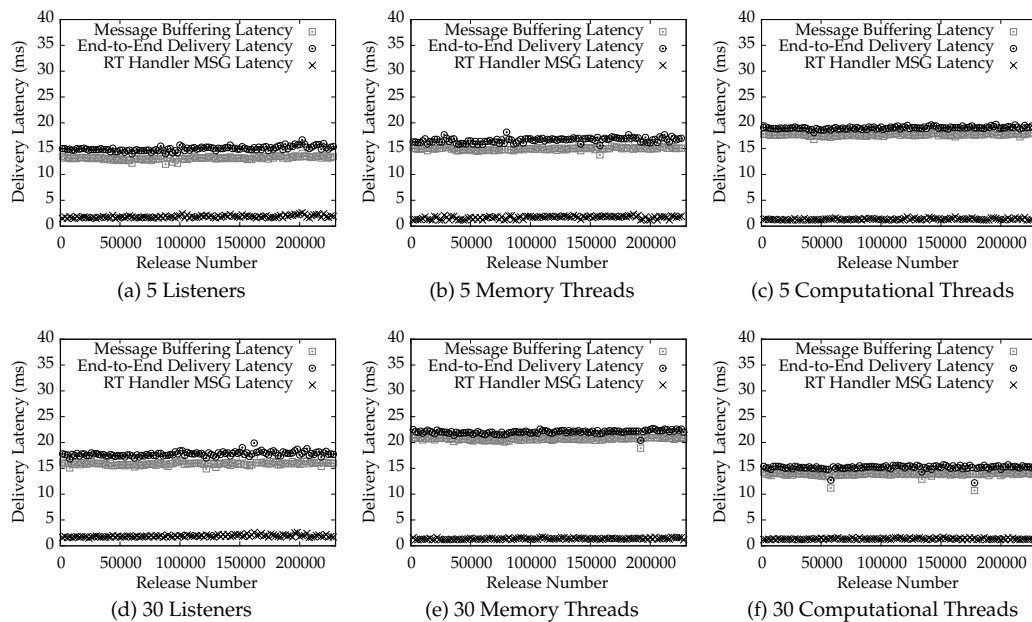 40
35
30
25
20
15
10
5
0
Delivery Latency (ms)
Message Buffering Latency
End-to-End Delivery Latency
RT Handler MSG Latency
0 50000 100000 150000 200000
Release Number
(a) 5 Listeners
40
35
30
25
20
15
10
5
0
Delivery Latency (ms)
Message Buffering Latency
End-to-End Delivery Latency
RT Handler MSG Latency
0 50000 100000 150000 200000
Release Number
(b) 5 Memory Threads
40
35
30
25
20
15
10
5
0
Delivery Latency (ms)
Message Buffering Latency
End-to-End Delivery Latency
RT Handler MSG Latency
0 50000 100000 150000 200000
Release Number
(c) 5 Computational Threads
40
35
30
25
20
15
10
5
0
Delivery Latency (ms)
Message Buffering Latency
End-to-End Delivery Latency
RT Handler MSG Latency
0 50000 100000 150000 200000
Release Number
(d) 30 Listeners
40
35
30
25
20
15
10
5
0
Delivery Latency (ms)
Message Buffering Latency
End-to-End Delivery Latency
RT Handler MSG Latency
0 50000 100000 150000 200000
Release Number
(e) 30 Memory Threads
40
35
30
25
20
15
10
5
0
Delivery Latency (ms)
Message Buffering Latency
End-to-End Delivery Latency
RT Handler MSG Latency
0 50000 100000 150000 200000
Release Number
(f) 30 Computational Threads